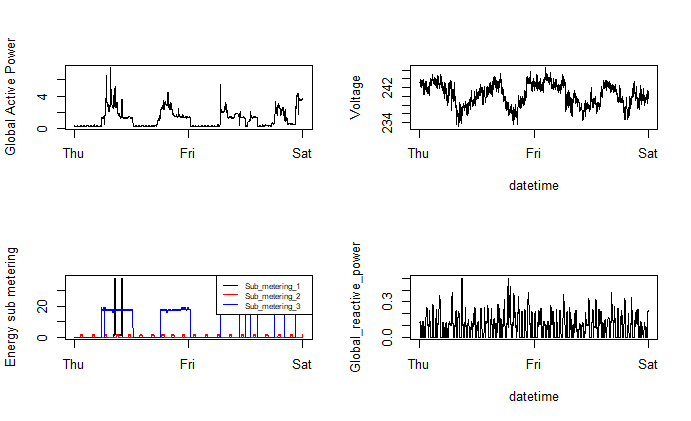 Global Active Power
4
0
Thu Fri Sat
Voltage
242
234
Thu Fri Sat
datetime
Energy sub metering
20
0
Sub_metering_1
Sub_metering_2
Sub_metering_3
Thu Fri Sat
Global_reactive_power
0.3
0.0
Thu Fri Sat
datetime